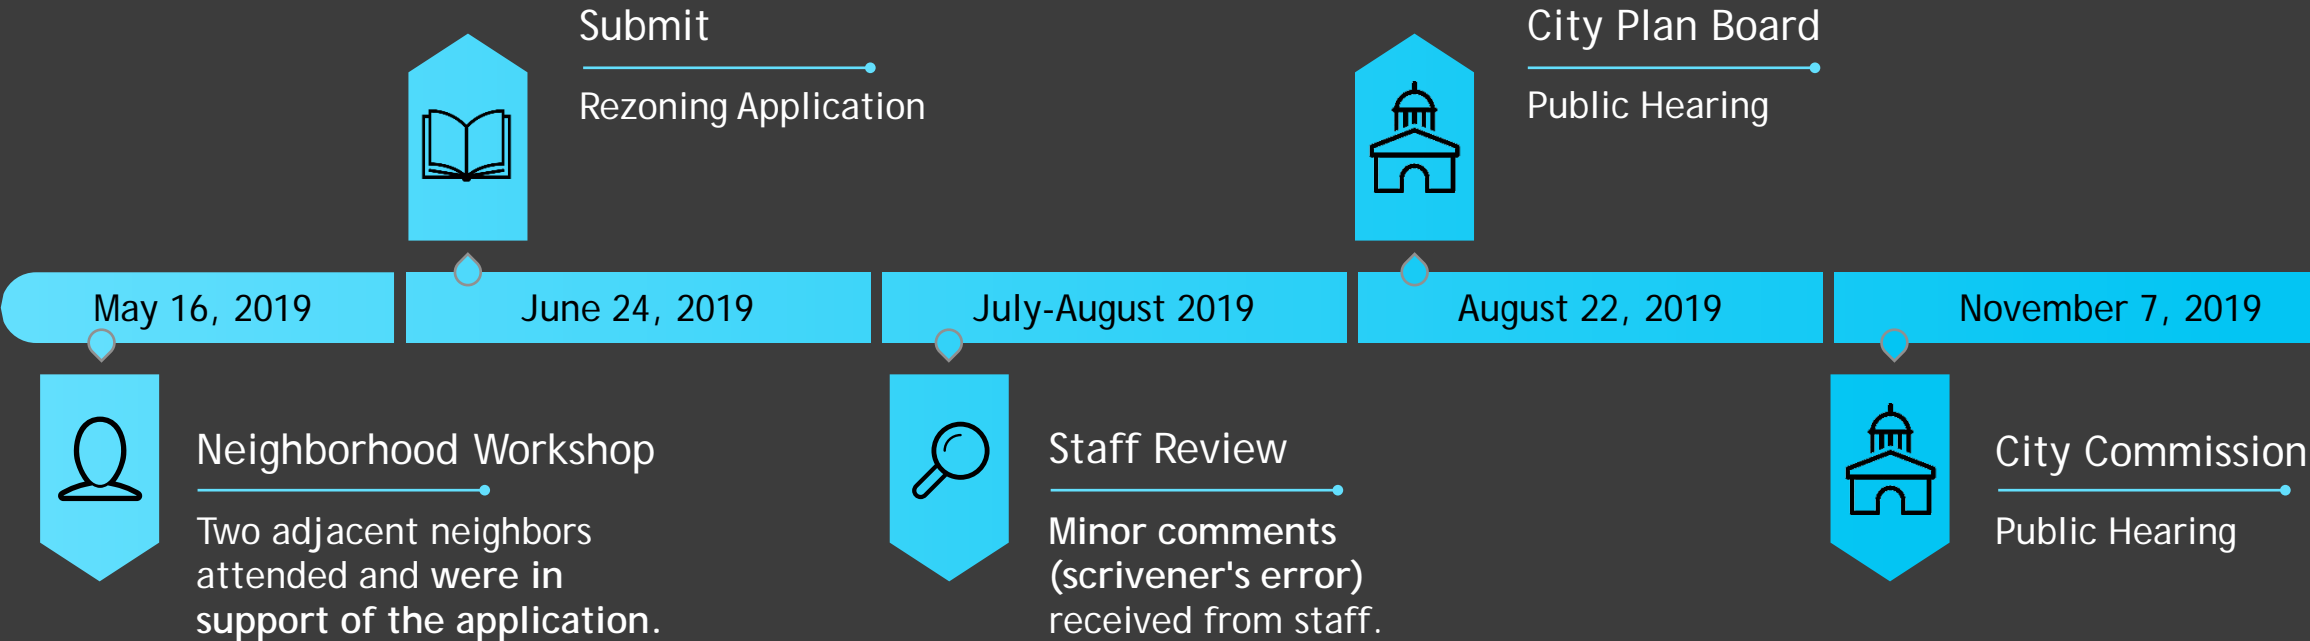 Submit
Rezoning Application
City Plan Board
Public Hearing
May 16, 2019
June 24, 2019
July-August 2019
August 22, 2019
November 7, 2019
Neighborhood Workshop
Two adjacent neighbors
attended and were in
support of the application.
Staff Review
Minor comments
(scrivener's error)
received from staff.
City Commission
Public Hearing